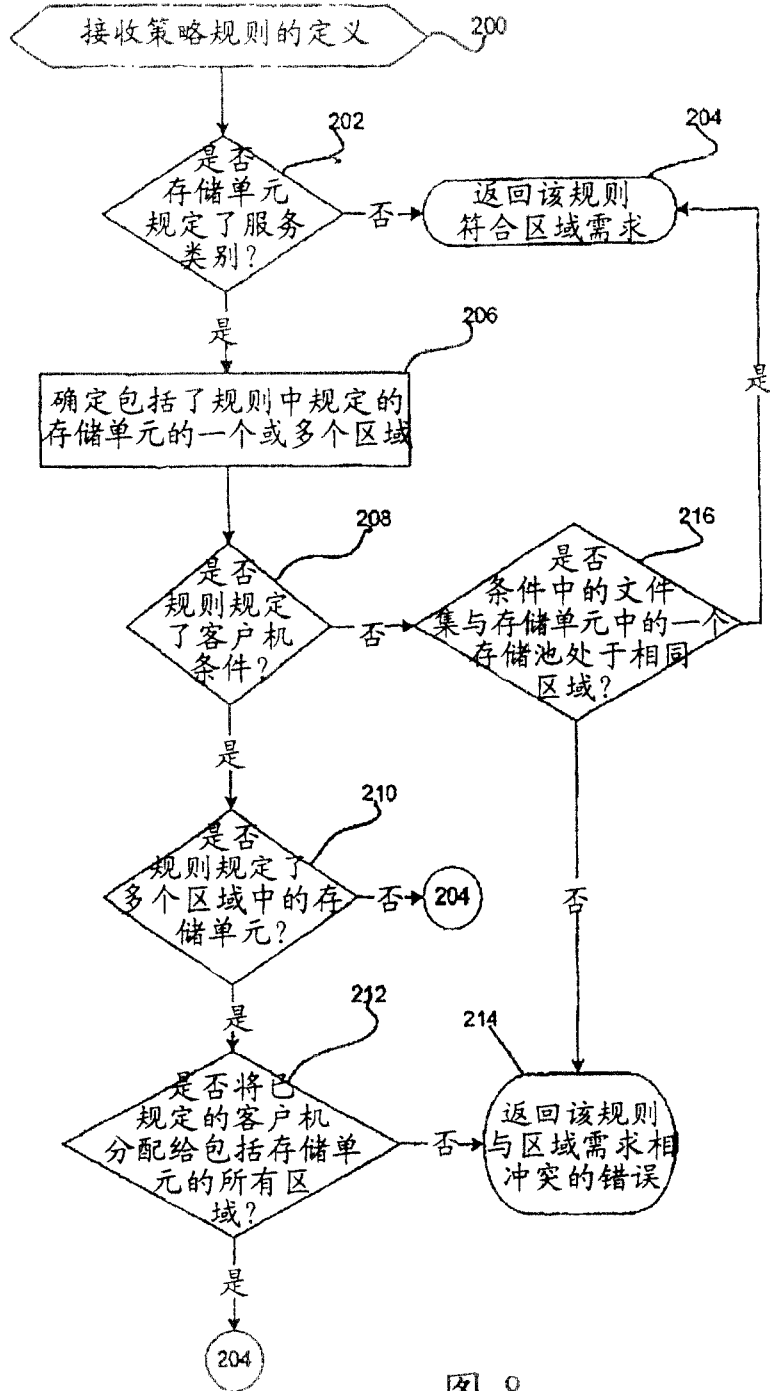 接收策略规则的定义
200
202
是否
存储单元
规定了服务
类别?
否
204
返回该规则
符合区域需求
是
206
确定包括了规则中规定的
存储单元的一个或多个区域
是
208
是否
规则规定
了客户机
条件?
否
216
是否
条件中的文件
集与存储单元中的一个
存储池处于相同
区域?
是
210
是否
规则规定了
多个区域中的存
储单元?
否
204
否
是
212
是否将已
规定的客户机
分配给包括存储单
元的所有区
域?
否
214
返回该规则
与区域需求相
冲突的错误
是
204
图 9